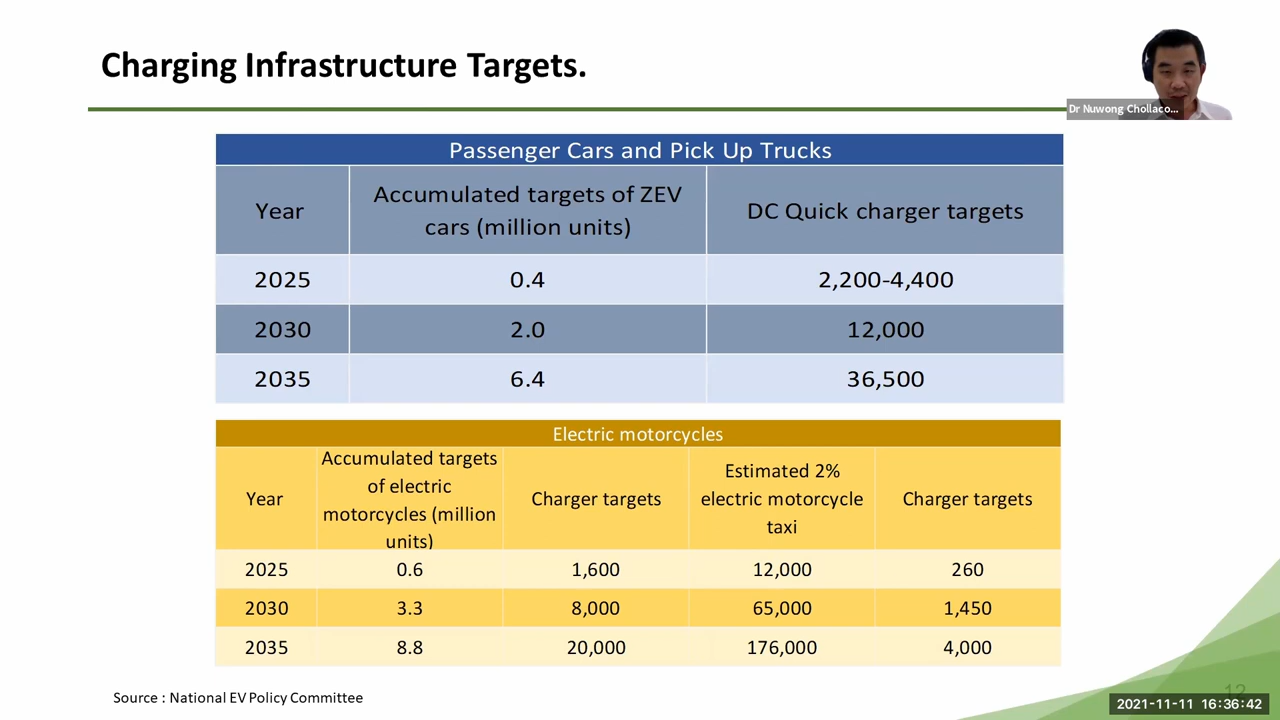 Charging Infrastructure Targets.
Dr Nuwong Chollaco...
Passenger Cars and Pick Up Trucks
Year
Accumulated targets of ZEV
cars (million units)
DC Quick charger targets
2025 0.4 2,200-4,400
2030 2.0 12,000
2035 6.4 36,500
Electric motorcycles
Year
Accumulated targets
of electric
motorcycles (million
units)
Charger targets
Estimated 2%
electric motorcycle
taxi
Charger targets
2025 0.6 1,600 12,000 260
2030 3.3 8,000 65,000 1,450
2035 8.8 20,000 176,000 4,000
Source : National EV Policy Committee
12
2021-11-11 16:36:42